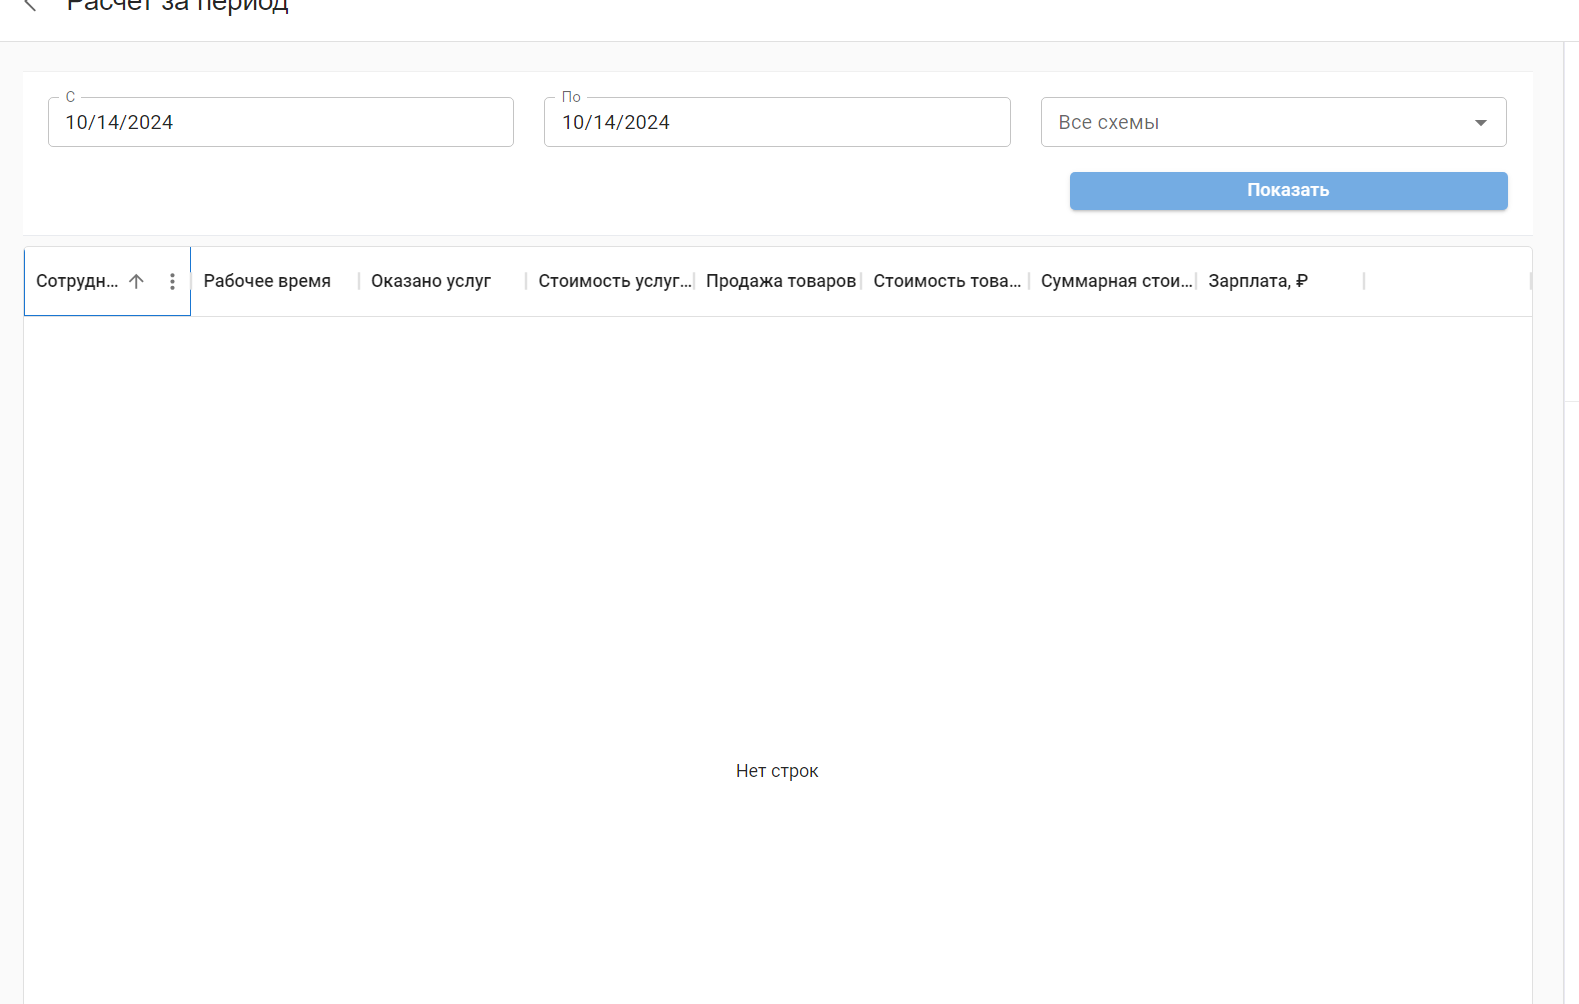 Расчет за период
С
10/14/2024
По
10/14/2024
Все схемы
Показать
Сотрудн... Рабочее время Оказано услуг Стоимость услуг... Продажа товаров Стоимость това... Суммарная стои... Зарплата, ₽
Нет строк